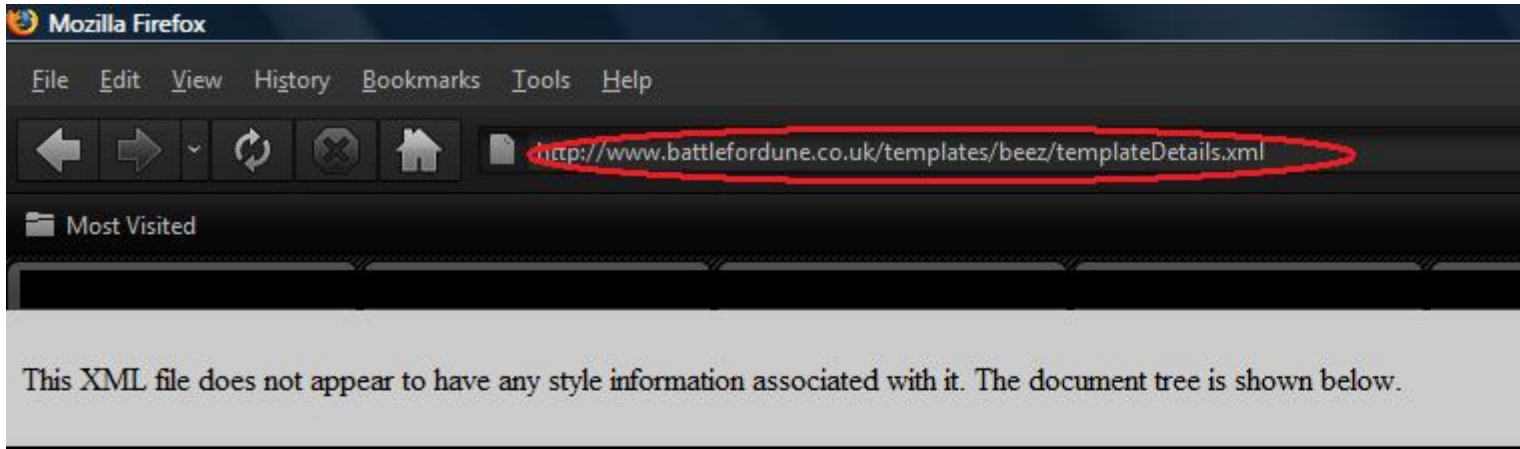 Mozilla Firefox
File Edit View History Bookmarks Tools Help
http://www.battlefordune.co.uk/templates/beez/templateDetails.xml
Most Visited
This XML file does not appear to have any style information associated with it. The document tree is shown below.